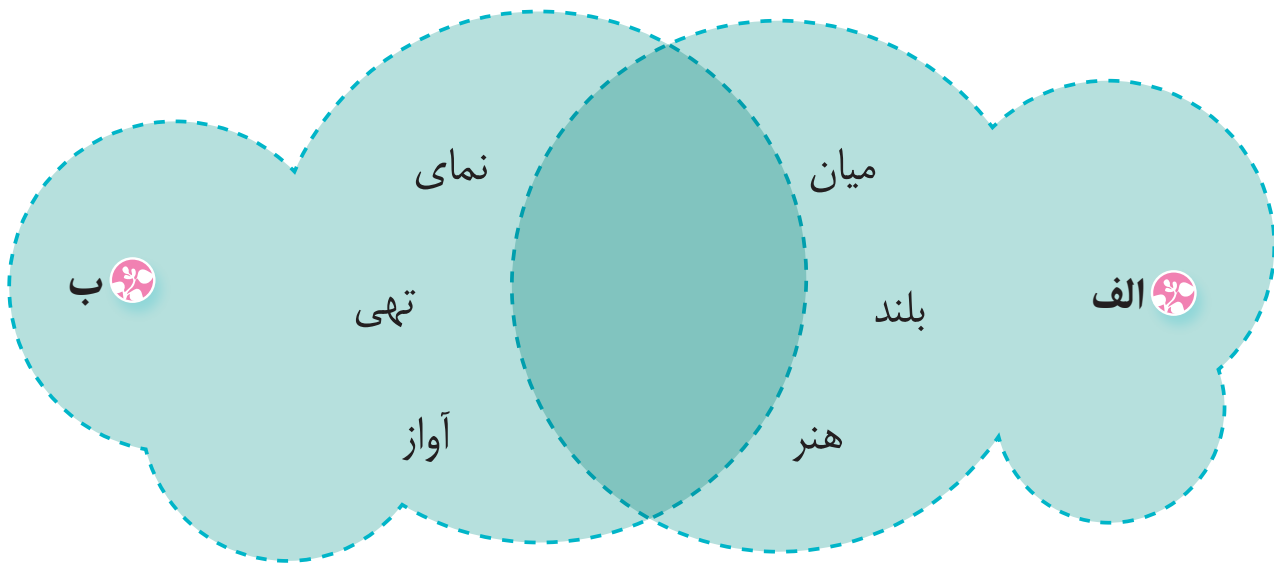 میان
بلند
هنر
الف
نمای
تهی
آواز
ب